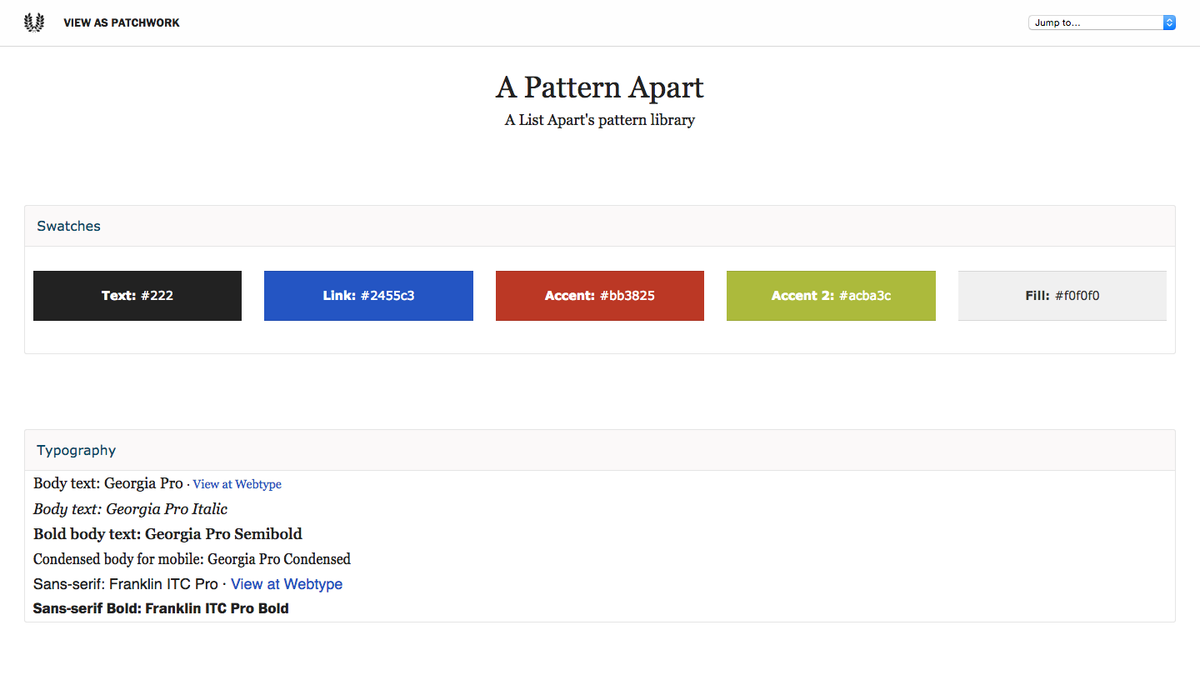 VIEW AS PATCHWORK
Jump to...
A Pattern Apart
A List Apart's pattern library
Swatches
Text: #222
Link: #2455c3
Accent: #bb3825
Accent 2: #acba3c
Fill: #f0f0f0
Typography
Body text: Georgia Pro · View at Webtype
Body text: Georgia Pro Italic
Bold body text: Georgia Pro Semibold
Condensed body for mobile: Georgia Pro Condensed
Sans-serif: Franklin ITC Pro · View at Webtype
Sans-serif Bold: Franklin ITC Pro Bold